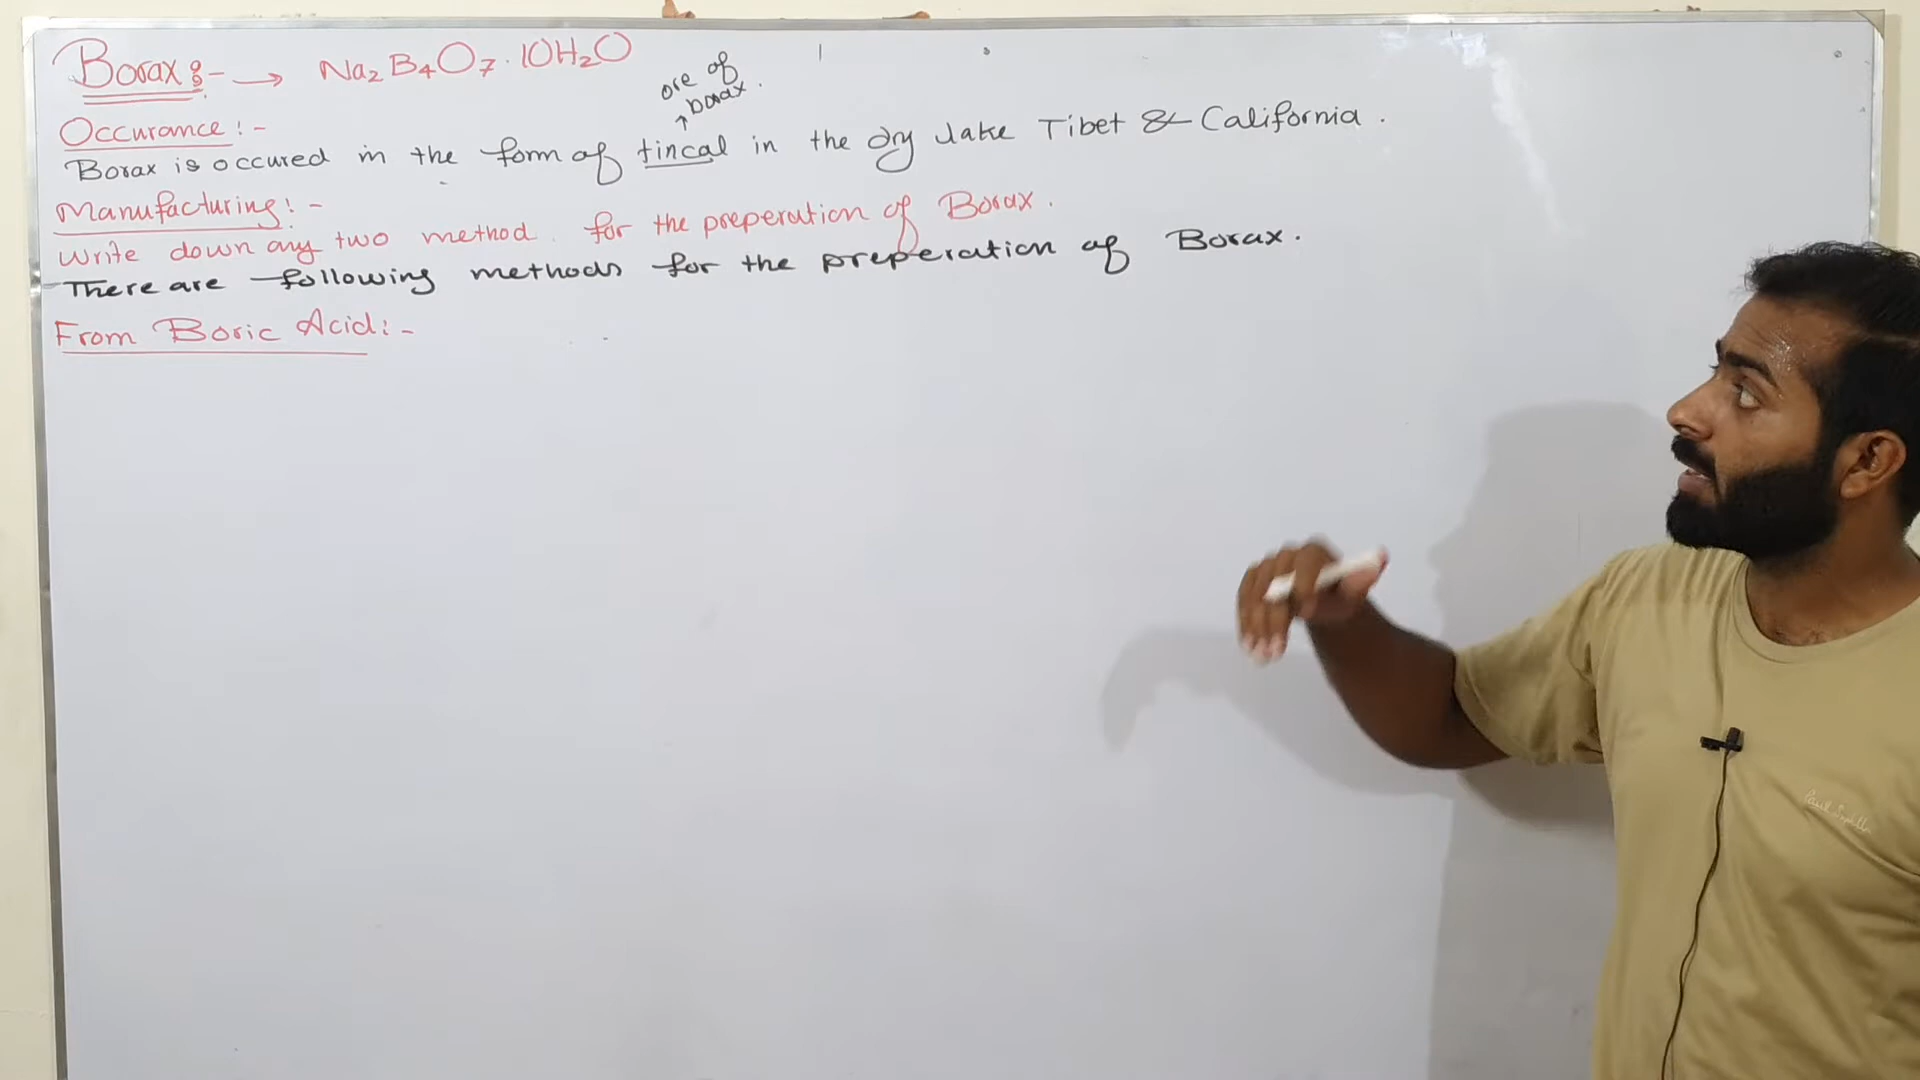 Borax :- → Na2B4O7.10H2O
ore of
borax.
↑
Occurance :-
Borax is occured in the form of tincal in the dry lake Tibet & California.
Manufacturing :-
Write down any two method. for the preperation of Borax.
There are following methods for the preperation of Borax.
From Boric Acid :-